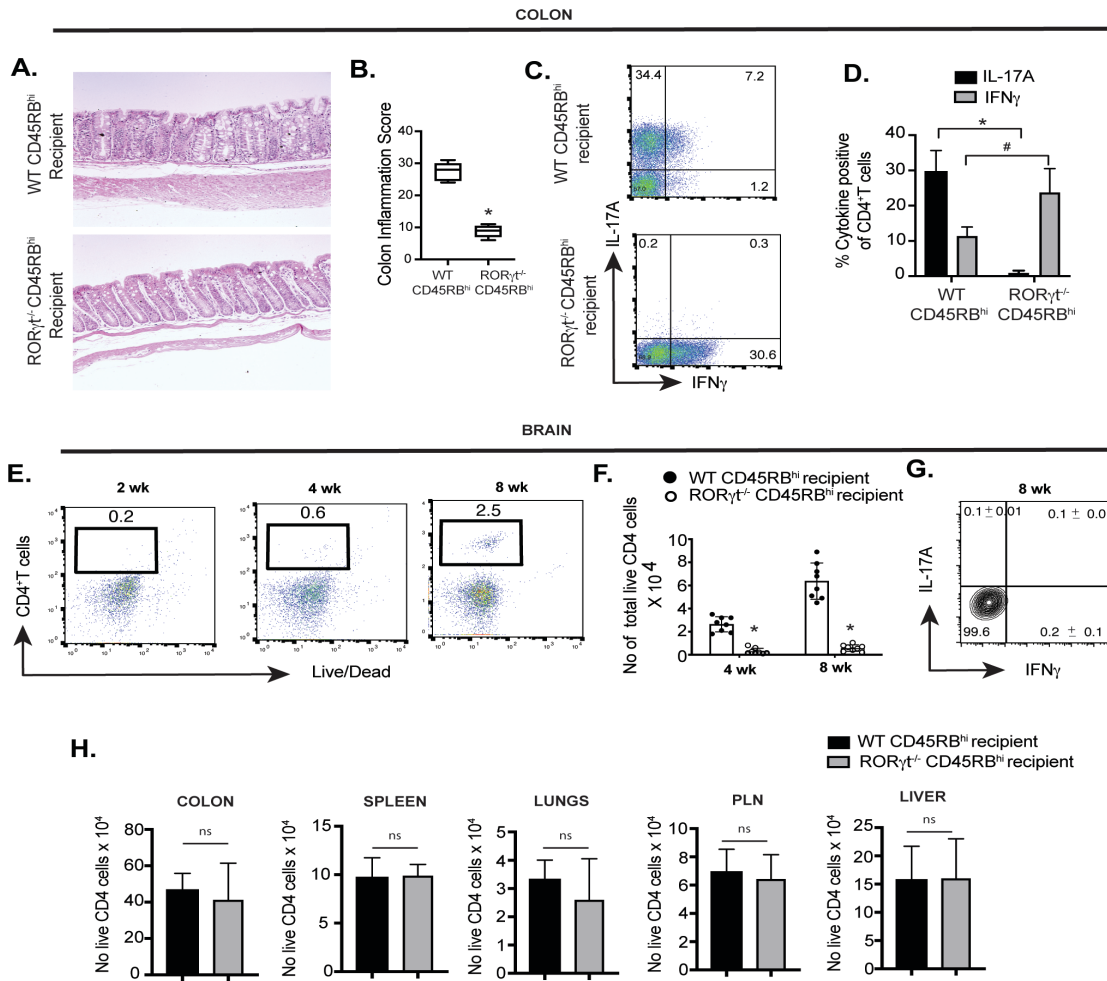 COLON
A.
WT CD45RBhi
Recipient
RORγt-/- CD45RBhi
Recipient
B.
Colon Inflammation Score
40
30
20
10
0
*
WT
CD45RBhi
RORγt-/-
CD45RBhi
C.
WT CD45RBhi
recipient
34.4
7.2
1.2
RORγt-/- CD45RBhi
recipient
0.2
0.3
30.6
IL-17A
IFNγ
D.
IL-17A
IFNγ
% Cytokine positive
of CD4+T cells
40
30
20
10
0
*
#
WT
CD45RBhi
RORγt-/-
CD45RBhi
BRAIN
E.
2 wk
4 wk
8 wk
0.2
0.6
2.5
CD4+T cells
Live/Dead
F.
WT CD45RBhi recipient
RORγt-/- CD45RBhi recipient
No of total live CD4 cells
X 10 4
10
8
6
4
2
0
*
*
4 wk
8 wk
G.
8 wk
0.1 ± 0.01
0.1 ± 0.0
99.6
0.2 ± 0.1
IL-17A
IFNγ
H.
WT CD45RBhi recipient
RORγt-/- CD45RBhi recipient
COLON
No live CD4 cells x 104
80
60
40
20
0
ns
SPLEEN
No live CD4 cells x 104
15
10
5
0
ns
LUNGS
No live CD4 cells x 104
5
4
3
2
1
0
ns
PLN
No live CD4 cells x 104
10
8
6
4
2
0
ns
LIVER
No live CD4 cells x 104
25
20
15
10
5
0
ns